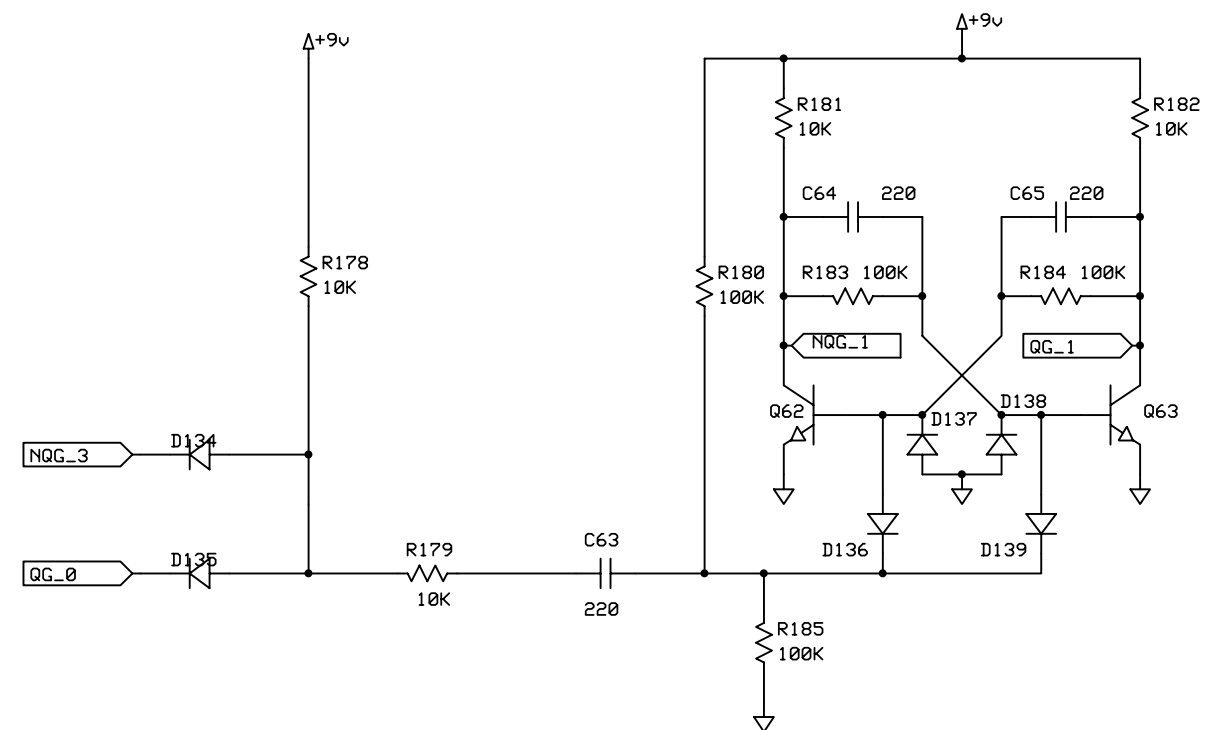 +9v
+9v
R181
10K
R182
10K
C64 220
C65 220
R178
10K
R180
100K
R183 100K
R184 100K
NQG_1
QG_1
Q62
D137
D138
Q63
D134
NQG_3
D136
D139
D135
QG_0
R179
10K
C63
220
R185
100K